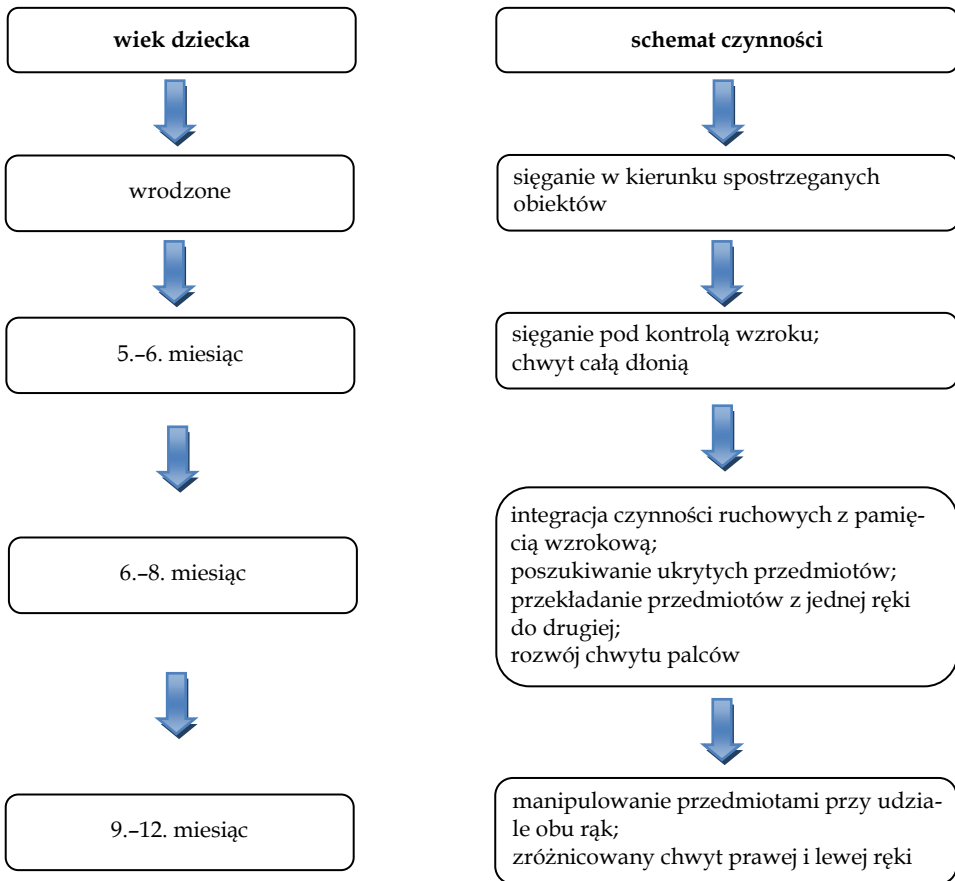 wiek dziecka
schemat czynności
wrodzone
sięganie w kierunku spostrzeganych
obiektów
5.–6. miesiąc
sięganie pod kontrolą wzroku;
chwyt całą dłonią
6.–8. miesiąc
integracja czynności ruchowych z pamię-
cią wzrokową;
poszukiwanie ukrytych przedmiotów;
przekładanie przedmiotów z jednej ręki
do drugiej;
rozwój chwytu palców
9.–12. miesiąc
manipulowanie przedmiotami przy udzia-
le obu rąk;
zróżnicowany chwyt prawej i lewej ręki